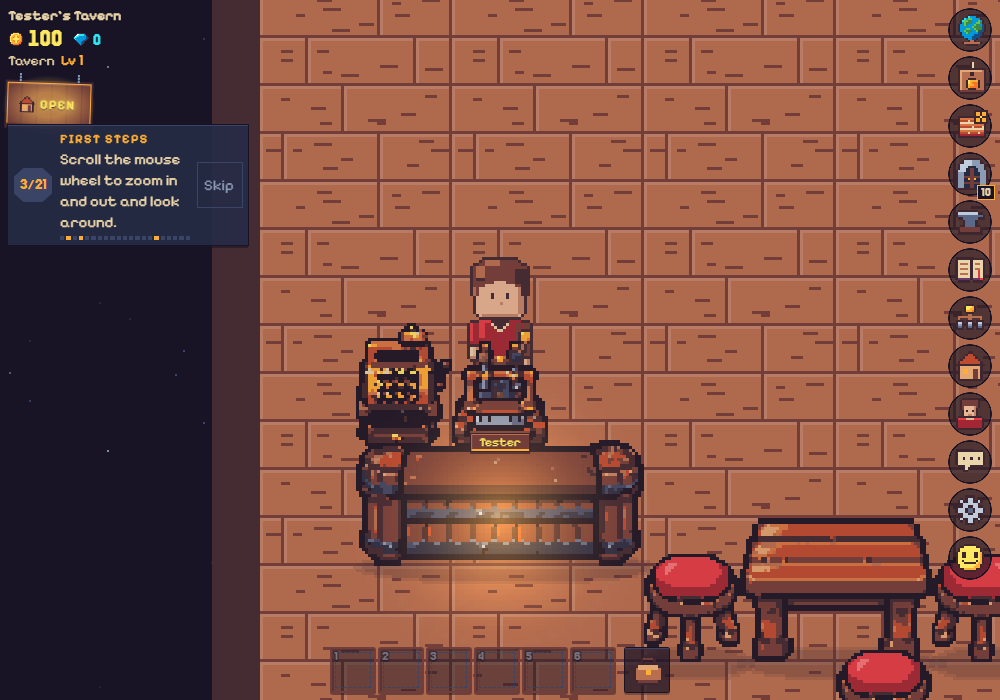 Tester's Tavern
100 0
Tavern Lv 1
OPEN
FIRST STEPS
3/21
Scroll the mouse
wheel to zoom in
and out and look
around.
Skip
10
Tester
1 2 3 4 5 6